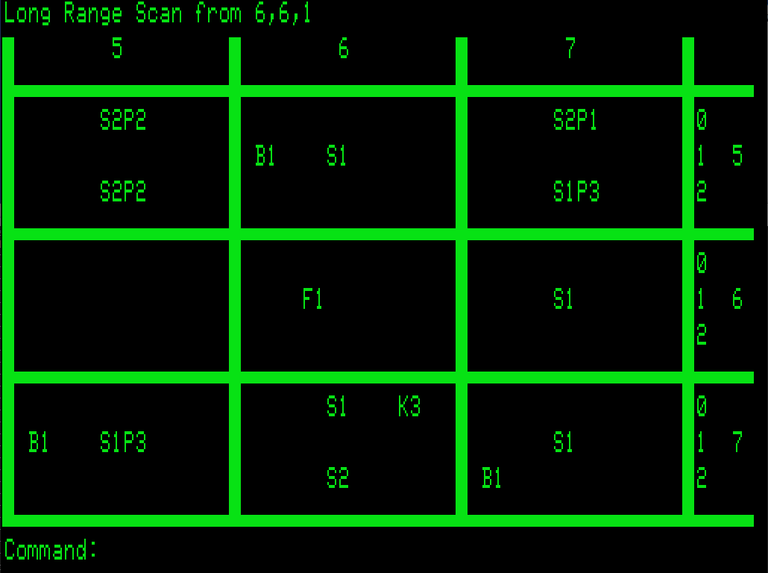 Long Range Scan from 6,6,1
5 6 7
S2P2 S2P1 0
B1 S1 1 5
S2P2 S1P3 2
0
F1 S1 1 6
2
S1 K3 0
B1 S1P3 S1 1 7
S2 B1 2
Command: